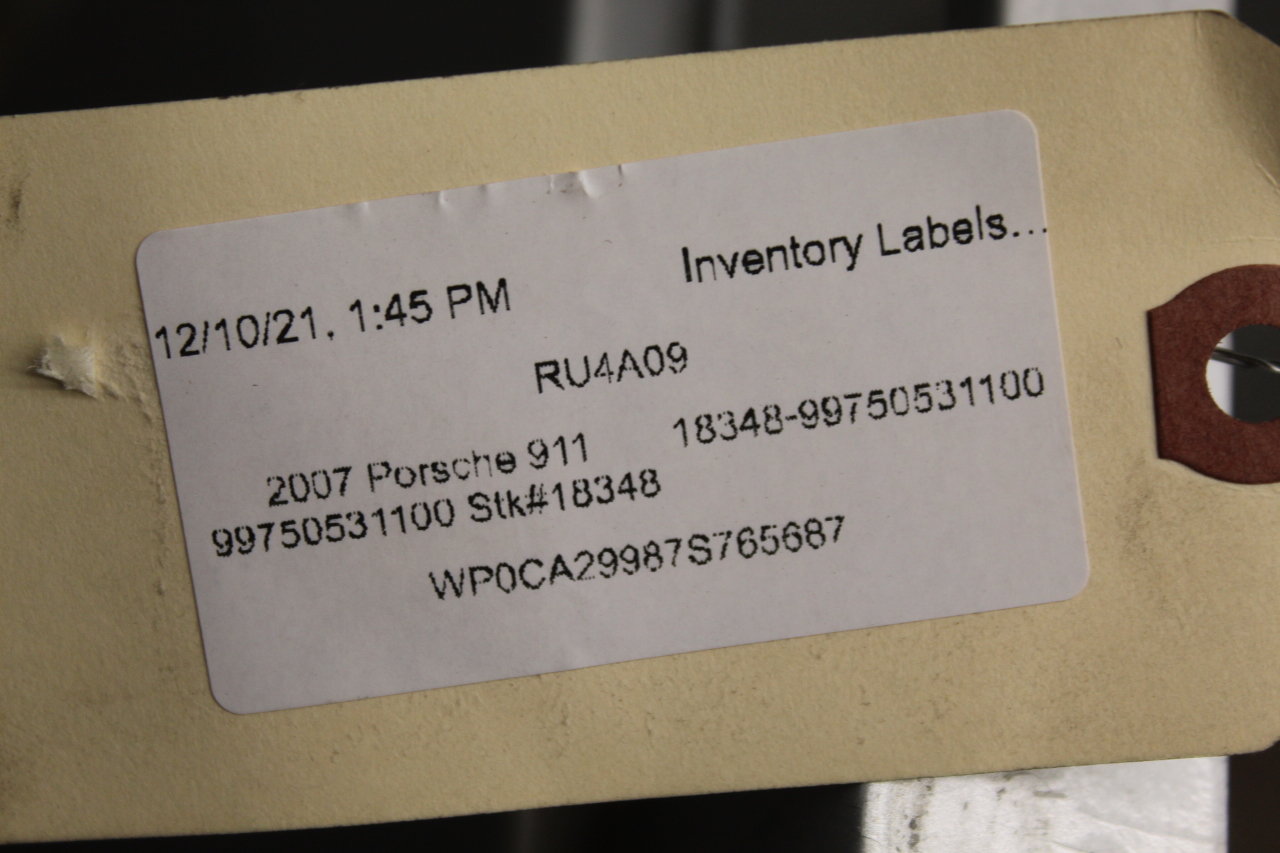 12/10/21, 1:45 PM Inventory Labels...
RU4A09
2007 Porsche 911 18348-99750531100
99750531100 Stk#18348
WP0CA29987S765687